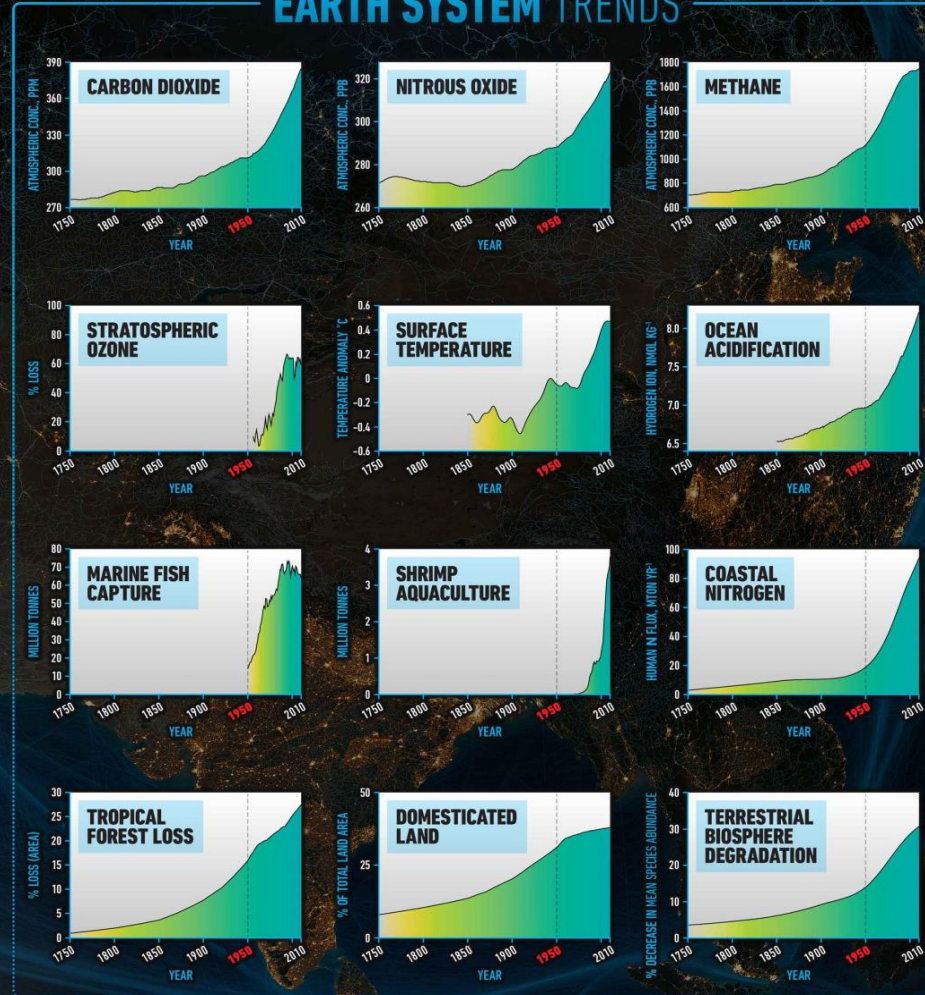 EARTH SYSTEM TRENDS
CARBON DIOXIDE
ATMOSPHERIC CONC., PPM
390
360
330
300
270
1750 1800 1850 1900 1950 2010
YEAR
NITROUS OXIDE
ATMOSPHERIC CONC., PPB
320
300
280
260
1750 1800 1850 1900 1950 2010
YEAR
METHANE
ATMOSPHERIC CONC., PPB
1800
1600
1400
1200
1000
800
600
1750 1800 1850 1900 1950 2010
YEAR
STRATOSPHERIC
OZONE
% LOSS
100
80
60
40
20
0
1750 1800 1850 1900 1950 2010
YEAR
SURFACE
TEMPERATURE
TEMPERATURE ANOMALY °C
0.6
0.4
0.2
0
-0.2
-0.4
-0.6
1750 1800 1850 1900 1950 2010
YEAR
OCEAN
ACIDIFICATION
HYDROGEN ION, NMOL KG⁻¹
8.0
7.5
7.0
6.5
1750 1800 1850 1900 1950 2010
YEAR
MARINE FISH
CAPTURE
MILLION TONNES
80
70
60
50
40
30
20
10
0
1750 1800 1850 1900 1950 2010
YEAR
SHRIMP
AQUACULTURE
MILLION TONNES
4
3
2
1
0
1750 1800 1850 1900 1950 2010
YEAR
COASTAL
NITROGEN
HUMAN N FLUX, MTON YR⁻¹
100
80
60
40
20
0
1750 1800 1850 1900 1950 2010
YEAR
TROPICAL
FOREST LOSS
% LOSS (AREA)
30
25
20
15
10
5
0
1750 1800 1850 1900 1950 2010
YEAR
DOMESTICATED
LAND
% OF TOTAL LAND AREA
50
25
0
1750 1800 1850 1900 1950 2010
YEAR
TERRESTRIAL
BIOSPHERE
DEGRADATION
% DECREASE IN MEAN SPECIES ABUNDANCE
40
30
20
10
0
1750 1800 1850 1900 1950 2010
YEAR